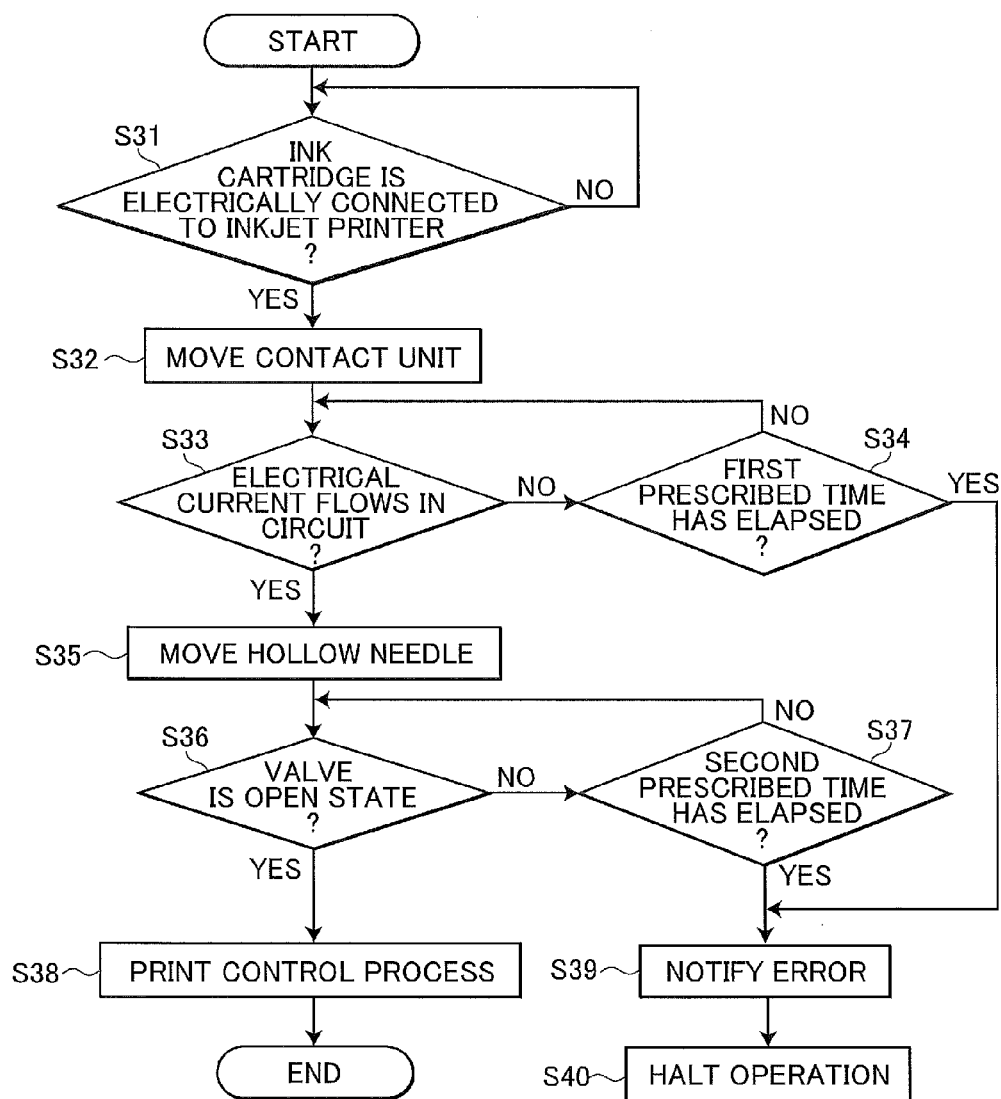 START
S31
INK
CARTRIDGE IS
ELECTRICALLY CONNECTED
TO INKJET PRINTER
?
NO
YES
S32
MOVE CONTACT UNIT
NO
S33
ELECTRICAL
CURRENT FLOWS IN
CIRCUIT
?
NO
S34
FIRST
PRESCRIBED TIME
HAS ELAPSED
?
YES
YES
S35
MOVE HOLLOW NEEDLE
NO
S36
VALVE
IS OPEN STATE
?
NO
S37
SECOND
PRESCRIBED TIME
HAS ELAPSED
?
YES
YES
S38
PRINT CONTROL PROCESS
S39
NOTIFY ERROR
END
S40
HALT OPERATION